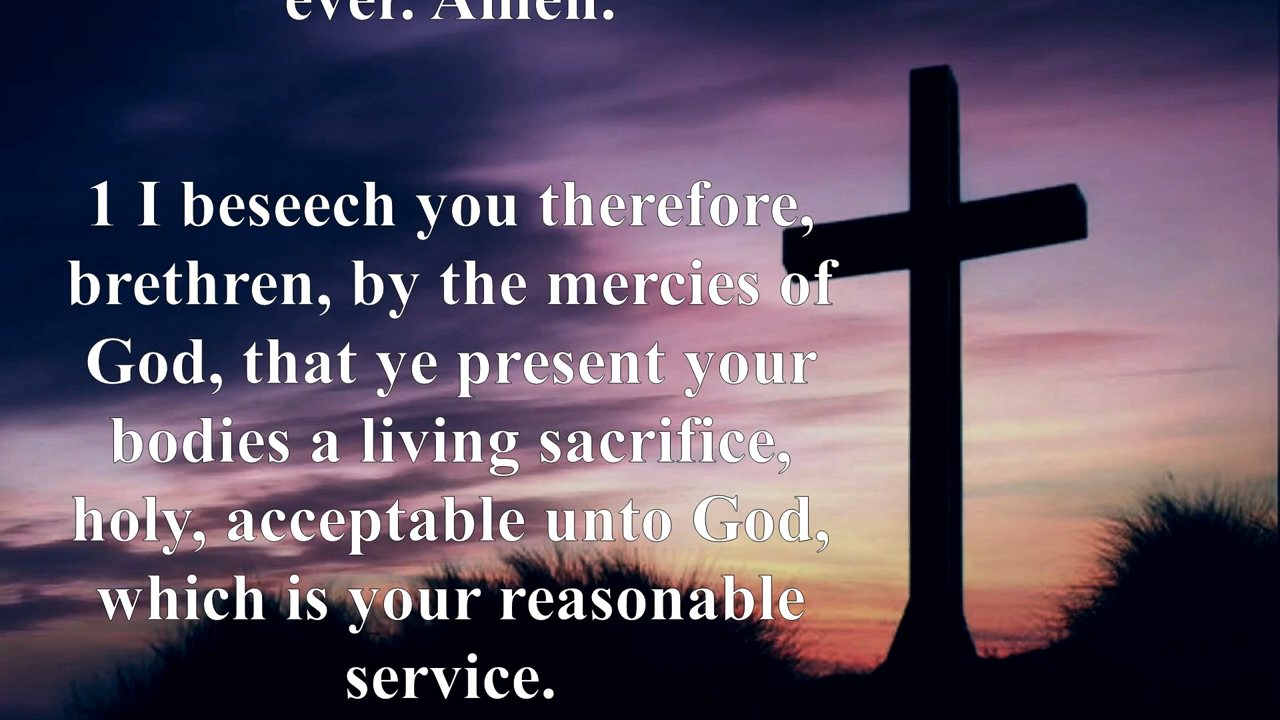 ever. Amen.
1 I beseech you therefore,
brethren, by the mercies of
God, that ye present your
bodies a living sacrifice,
holy, acceptable unto God,
which is your reasonable
service.